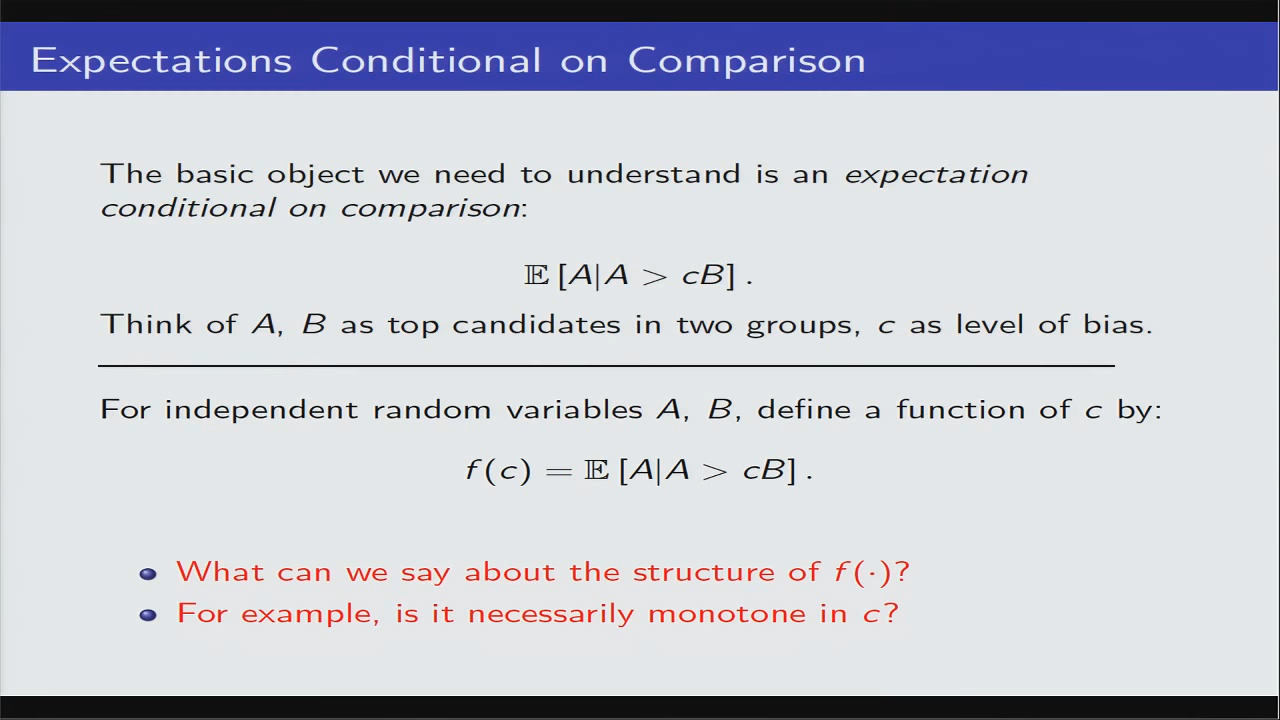 Expectations Conditional on Comparison
The basic object we need to understand is an expectation
conditional on comparison:
𝔼 [A|A > cB] .
Think of A, B as top candidates in two groups, c as level of bias.
For independent random variables A, B, define a function of c by:
f(c) = 𝔼 [A|A > cB] .
What can we say about the structure of f(·)?
For example, is it necessarily monotone in c?